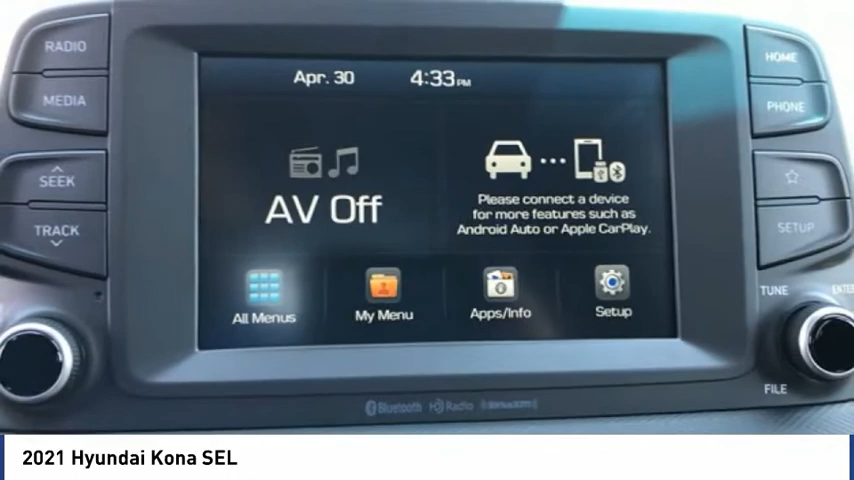 RADIO
MEDIA
SEEK
TRACK
Apr. 30 4:33PM
AV Off
Please connect a device
for more features such as
Android Auto or Apple CarPlay.
All Menus
My Menu
Apps/Info
Setup
HOME
PHONE
SETUP
TUNE
ENTER
FILE
Bluetooth HD Radio SiriusXM
2021 Hyundai Kona SEL